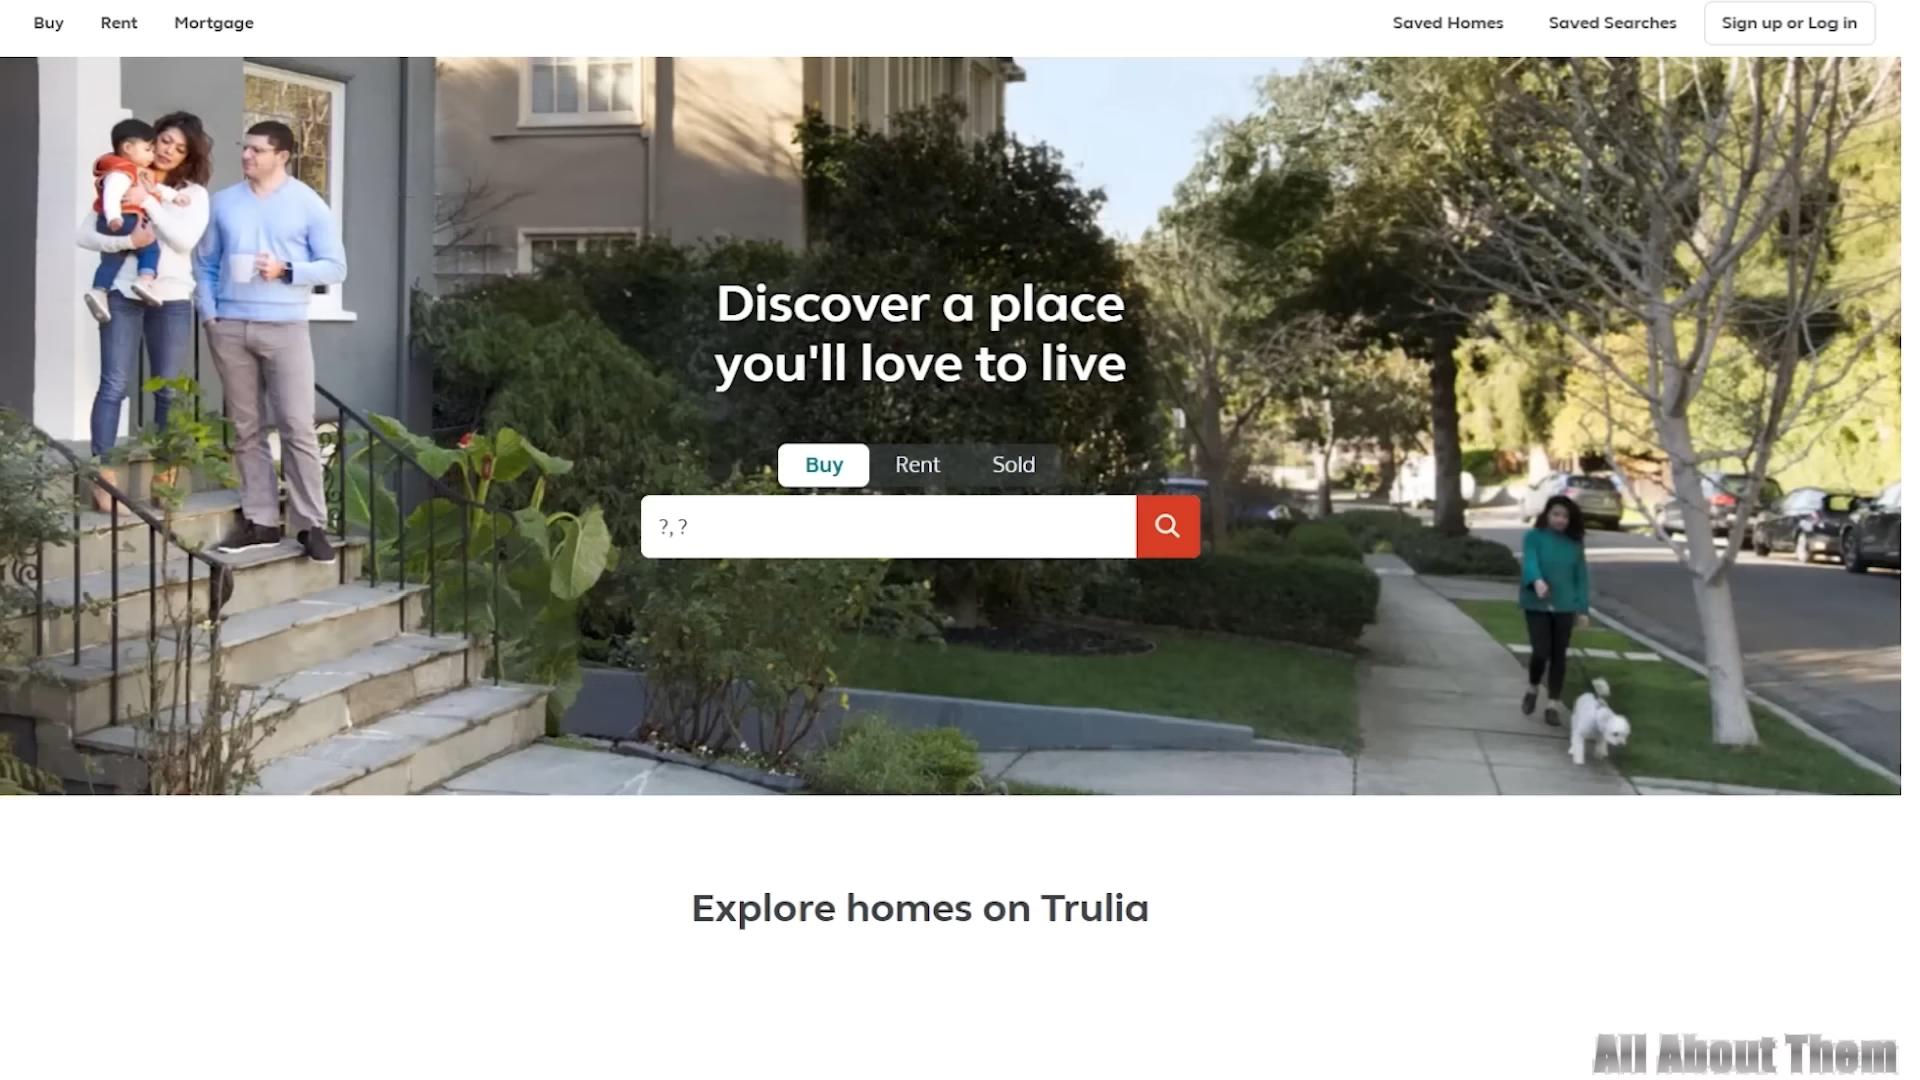 Buy Rent Mortgage Saved Homes Saved Searches Sign up or Log in
Discover a place
you'll love to live
Buy Rent Sold
?, ?
Explore homes on Trulia
All About Them